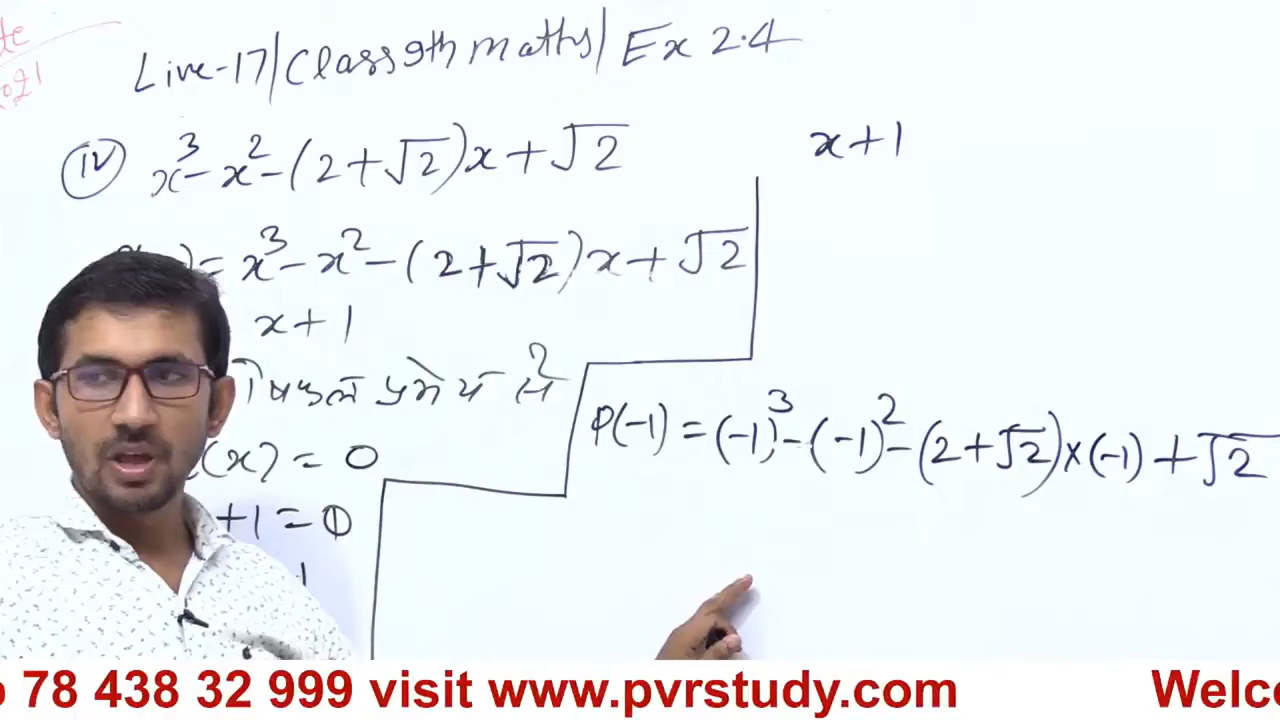 Live-17/Class 9th maths/ Ex 2.4
2021
(iv) x³-x²-(2+√2)x+√2
x+1
)=x³-x²-(2+√2)x+√2
x+1
p(-1)=(-1)³-(-1)²-(2+√2)×(-1)+√2
(x)=0
+1=0
78 438 32 999 visit www.pvrstudy.com